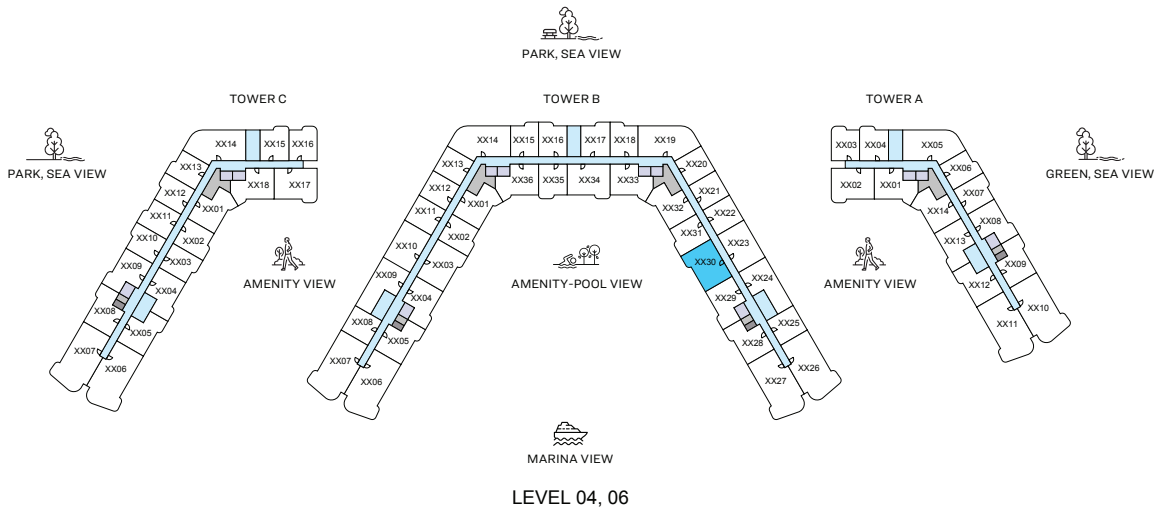 PARK, SEA VIEW
TOWER C
TOWER B
TOWER A
PARK, SEA VIEW
GREEN, SEA VIEW
XX14
XX15
XX16
XX13
XX12
XX11
XX10
XX09
XX08
XX07
XX06
XX05
XX04
XX03
XX02
XX01
XX18
XX17
AMENITY VIEW
XX14
XX15
XX16
XX17
XX18
XX19
XX13
XX12
XX11
XX10
XX09
XX08
XX07
XX06
XX05
XX04
XX03
XX02
XX01
XX36
XX35
XX34
XX33
XX32
XX31
XX30
XX29
XX28
XX27
XX26
XX25
XX24
XX23
XX22
XX21
XX20
AMENITY-POOL VIEW
AMENITY VIEW
XX03
XX04
XX05
XX02
XX01
XX06
XX07
XX08
XX09
XX10
XX11
XX12
XX13
XX14
MARINA VIEW
LEVEL 04, 06